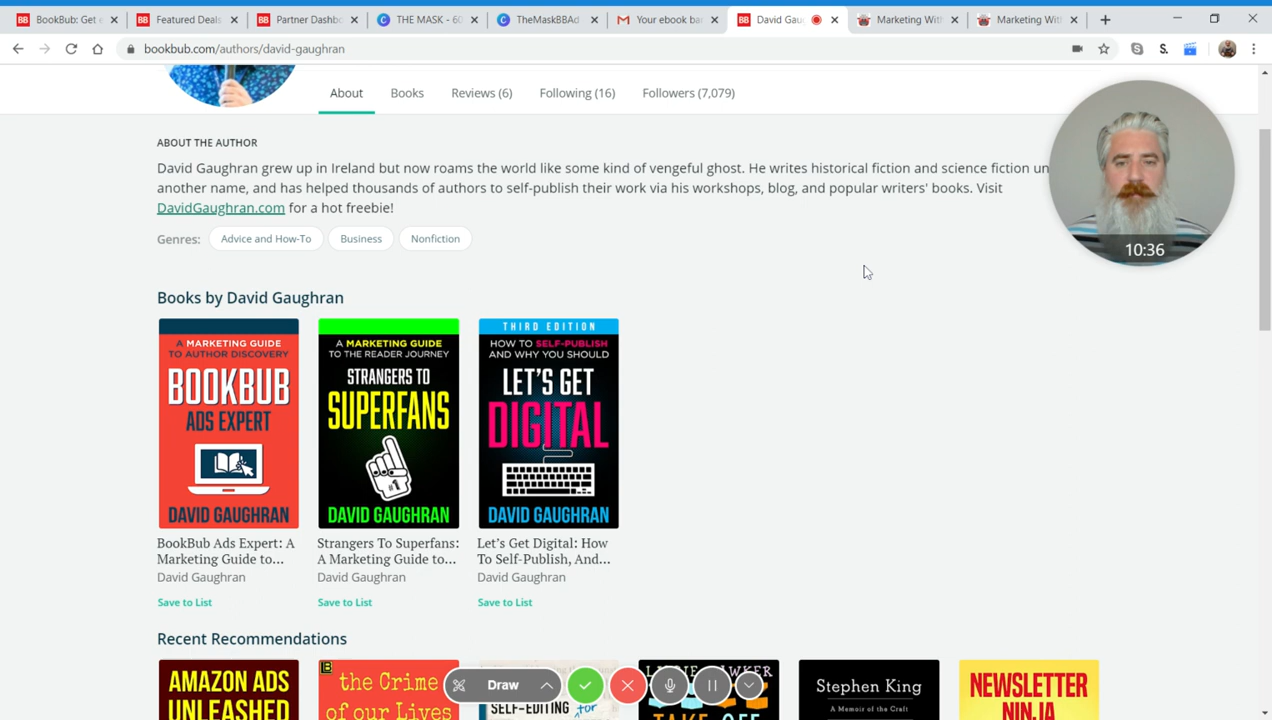 BookBub: Get e
Featured Deals
Partner Dashbo
THE MASK - 60
TheMaskBBAd
Your ebook ba
David Gau
Marketing Wit
Marketing Wit
bookbub.com/authors/david-gaughran
About
Books
Reviews (6)
Following (16)
Followers (7,079)
10:36
ABOUT THE AUTHOR
David Gaughran grew up in Ireland but now roams the world like some kind of vengeful ghost. He writes historical fiction and science fiction un
another name, and has helped thousands of authors to self-publish their work via his workshops, blog, and popular writers' books. Visit
DavidGaughran.com for a hot freebie!
Genres:
Advice and How-To
Business
Nonfiction
Books by David Gaughran
A MARKETING GUIDE
TO AUTHOR DISCOVERY
BOOKBUB
ADS EXPERT
DAVID GAUGHRAN
A MARKETING GUIDE
TO THE READER JOURNEY
STRANGERS TO
SUPERFANS
#1
DAVID GAUGHRAN
THIRD EDITION
HOW TO SELF-PUBLISH
AND WHY YOU SHOULD
LET'S GET
DIGITAL
DAVID GAUGHRAN
BookBub Ads Expert: A
Marketing Guide to...
David Gaughran
Save to List
Strangers To Superfans:
A Marketing Guide to...
David Gaughran
Save to List
Let's Get Digital: How
To Self-Publish, And...
David Gaughran
Save to List
Recent Recommendations
AMAZON ADS
UNLEASHED
the Crime
of our Lives
SELF-EDITING for
TAKE OFF
Stephen King
A Memoir of the Craft
NEWSLETTER
NINJA
Draw